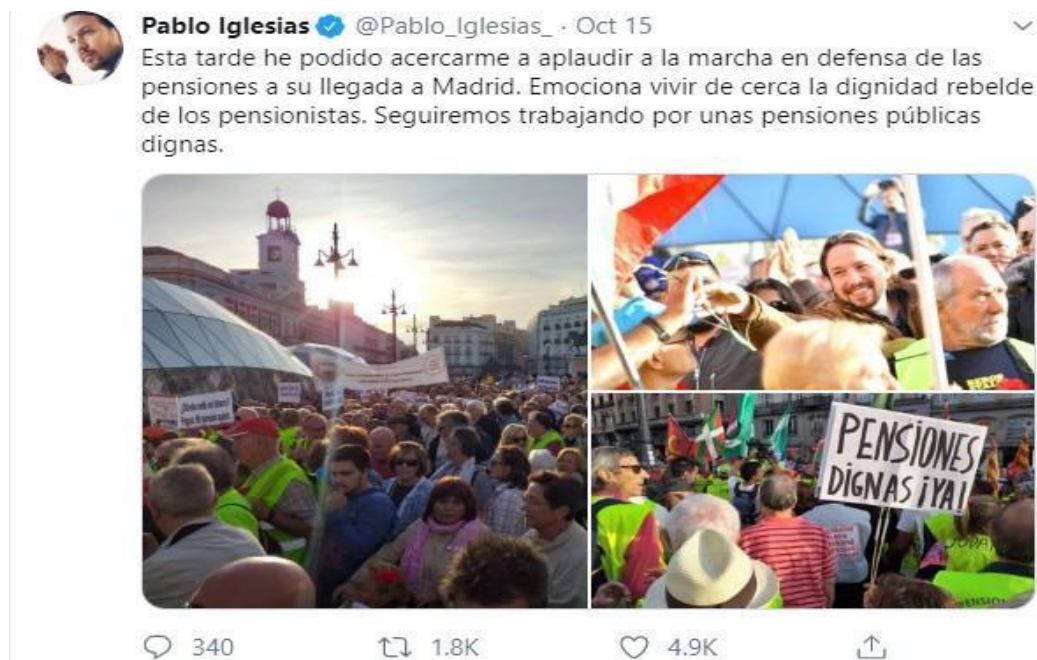 Pablo Iglesias @Pablo_Iglesias_ · Oct 15
Esta tarde he podido acercarme a aplaudir a la marcha en defensa de las
pensiones a su llegada a Madrid. Emociona vivir de cerca la dignidad rebelde
de los pensionistas. Seguiremos trabajando por unas pensiones públicas
dignas.
PENSIONES
DIGNAS ¡YA!
340 1.8K 4.9K